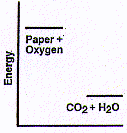 Paper +
Oxygen
Energy
CO2 + H2O